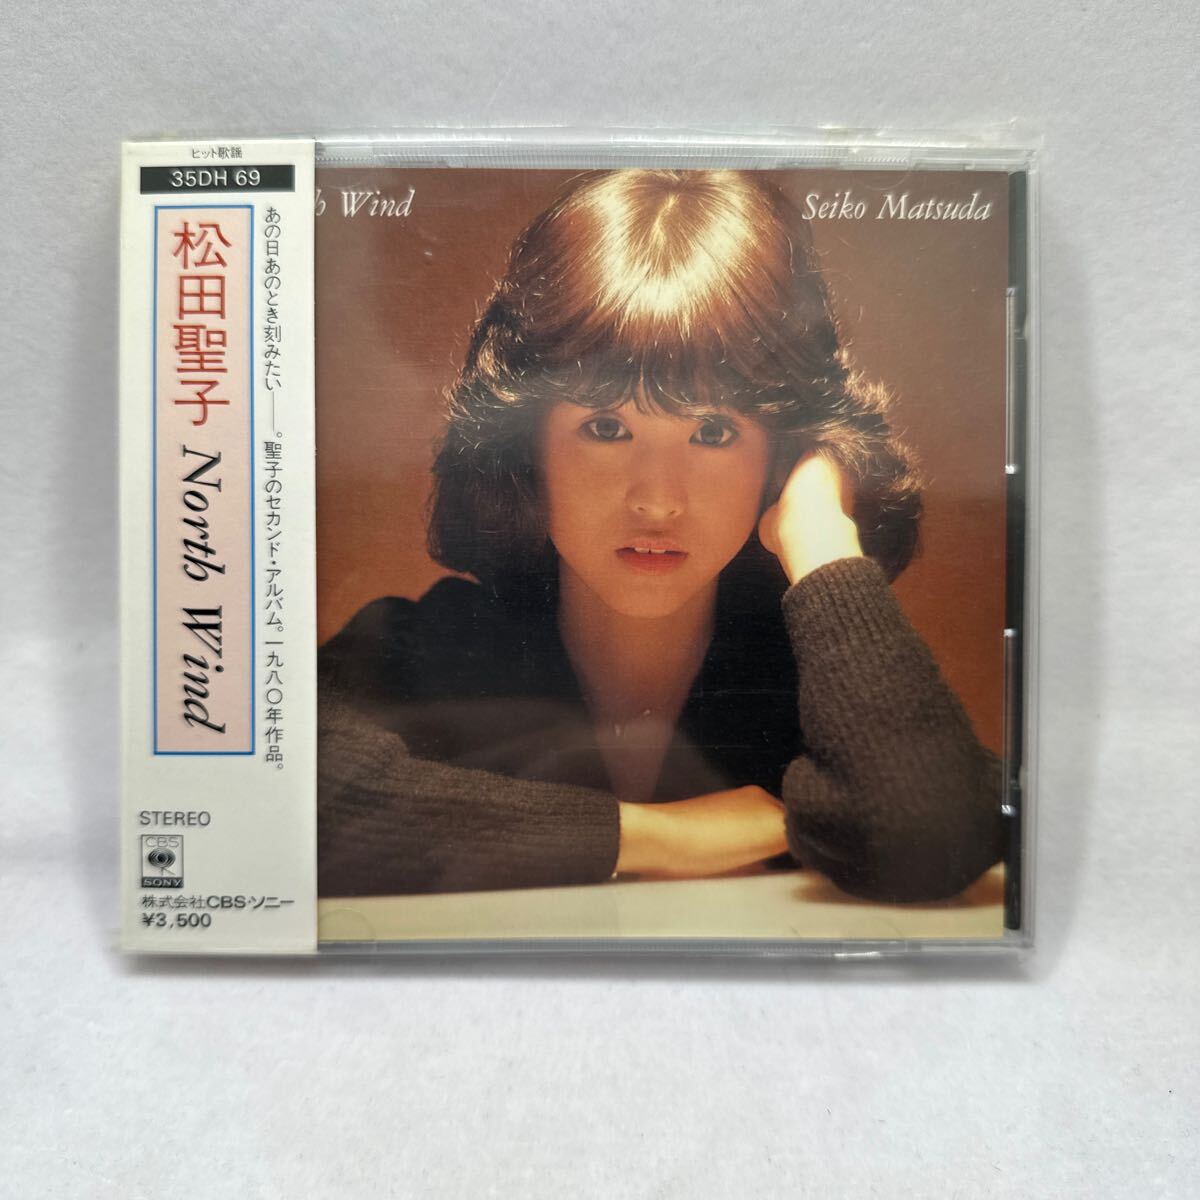 ヒット歌謡
35DH 69
松田聖子 North Wind
あの日あのとき刻みたい――。聖子のセカンド・アルバム。一九八〇年作品。
STEREO
CBS
SONY
株式会社CBS・ソニー
¥3,500
h Wind
Seiko Matsuda